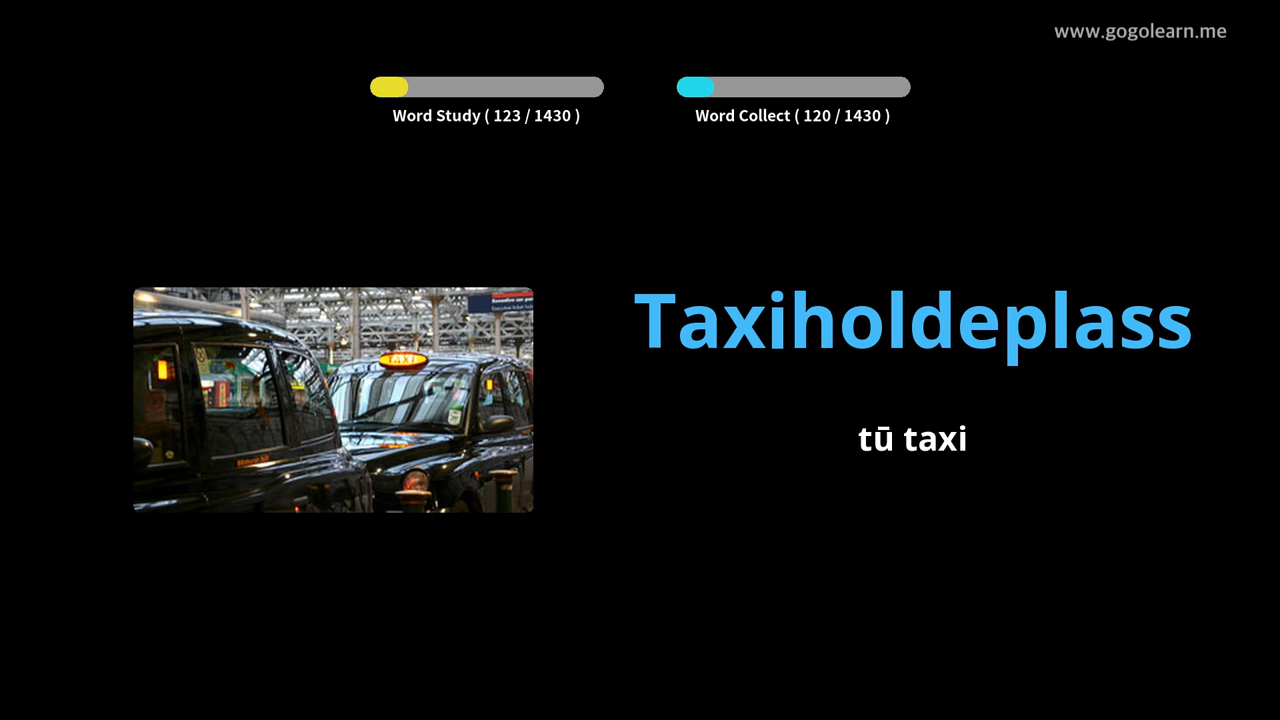 www.gogolearn.me
Word Study ( 123 / 1430 )
Word Collect ( 120 / 1430 )
TAXI
Taxiholdeplass
tū taxi